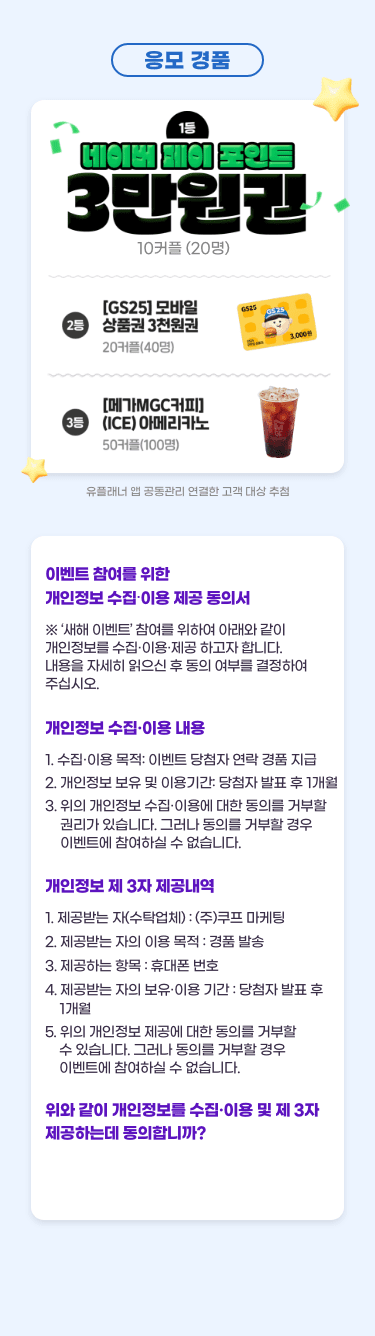 응모 경품
1등
네이버 페이 포인트
3만원권
10커플 (20명)
2등
[GS25] 모바일
상품권 3천원권
20커플(40명)
GS25
GS25
3,000원
3등
[메가MGC커피]
(ICE) 아메리카노
50커플(100명)
유플래너 앱 공동관리 연결한 고객 대상 추첨
이벤트 참여를 위한
개인정보 수집·이용 제공 동의서
※ ‘새해 이벤트’ 참여를 위하여 아래와 같이
개인정보를 수집·이용·제공 하고자 합니다.
내용을 자세히 읽으신 후 동의 여부를 결정하여
주십시오.
개인정보 수집·이용 내용
1. 수집·이용 목적: 이벤트 당첨자 연락 경품 지급
2. 개인정보 보유 및 이용기간: 당첨자 발표 후 1개월
3. 위의 개인정보 수집·이용에 대한 동의를 거부할
권리가 있습니다. 그러나 동의를 거부할 경우
이벤트에 참여하실 수 없습니다.
개인정보 제 3자 제공내역
1. 제공받는 자(수탁업체) : (주)쿠프 마케팅
2. 제공받는 자의 이용 목적 : 경품 발송
3. 제공하는 항목 : 휴대폰 번호
4. 제공받는 자의 보유·이용 기간 : 당첨자 발표 후
1개월
5. 위의 개인정보 제공에 대한 동의를 거부할
수 있습니다. 그러나 동의를 거부할 경우
이벤트에 참여하실 수 없습니다.
위와 같이 개인정보를 수집·이용 및 제 3자
제공하는데 동의합니까?